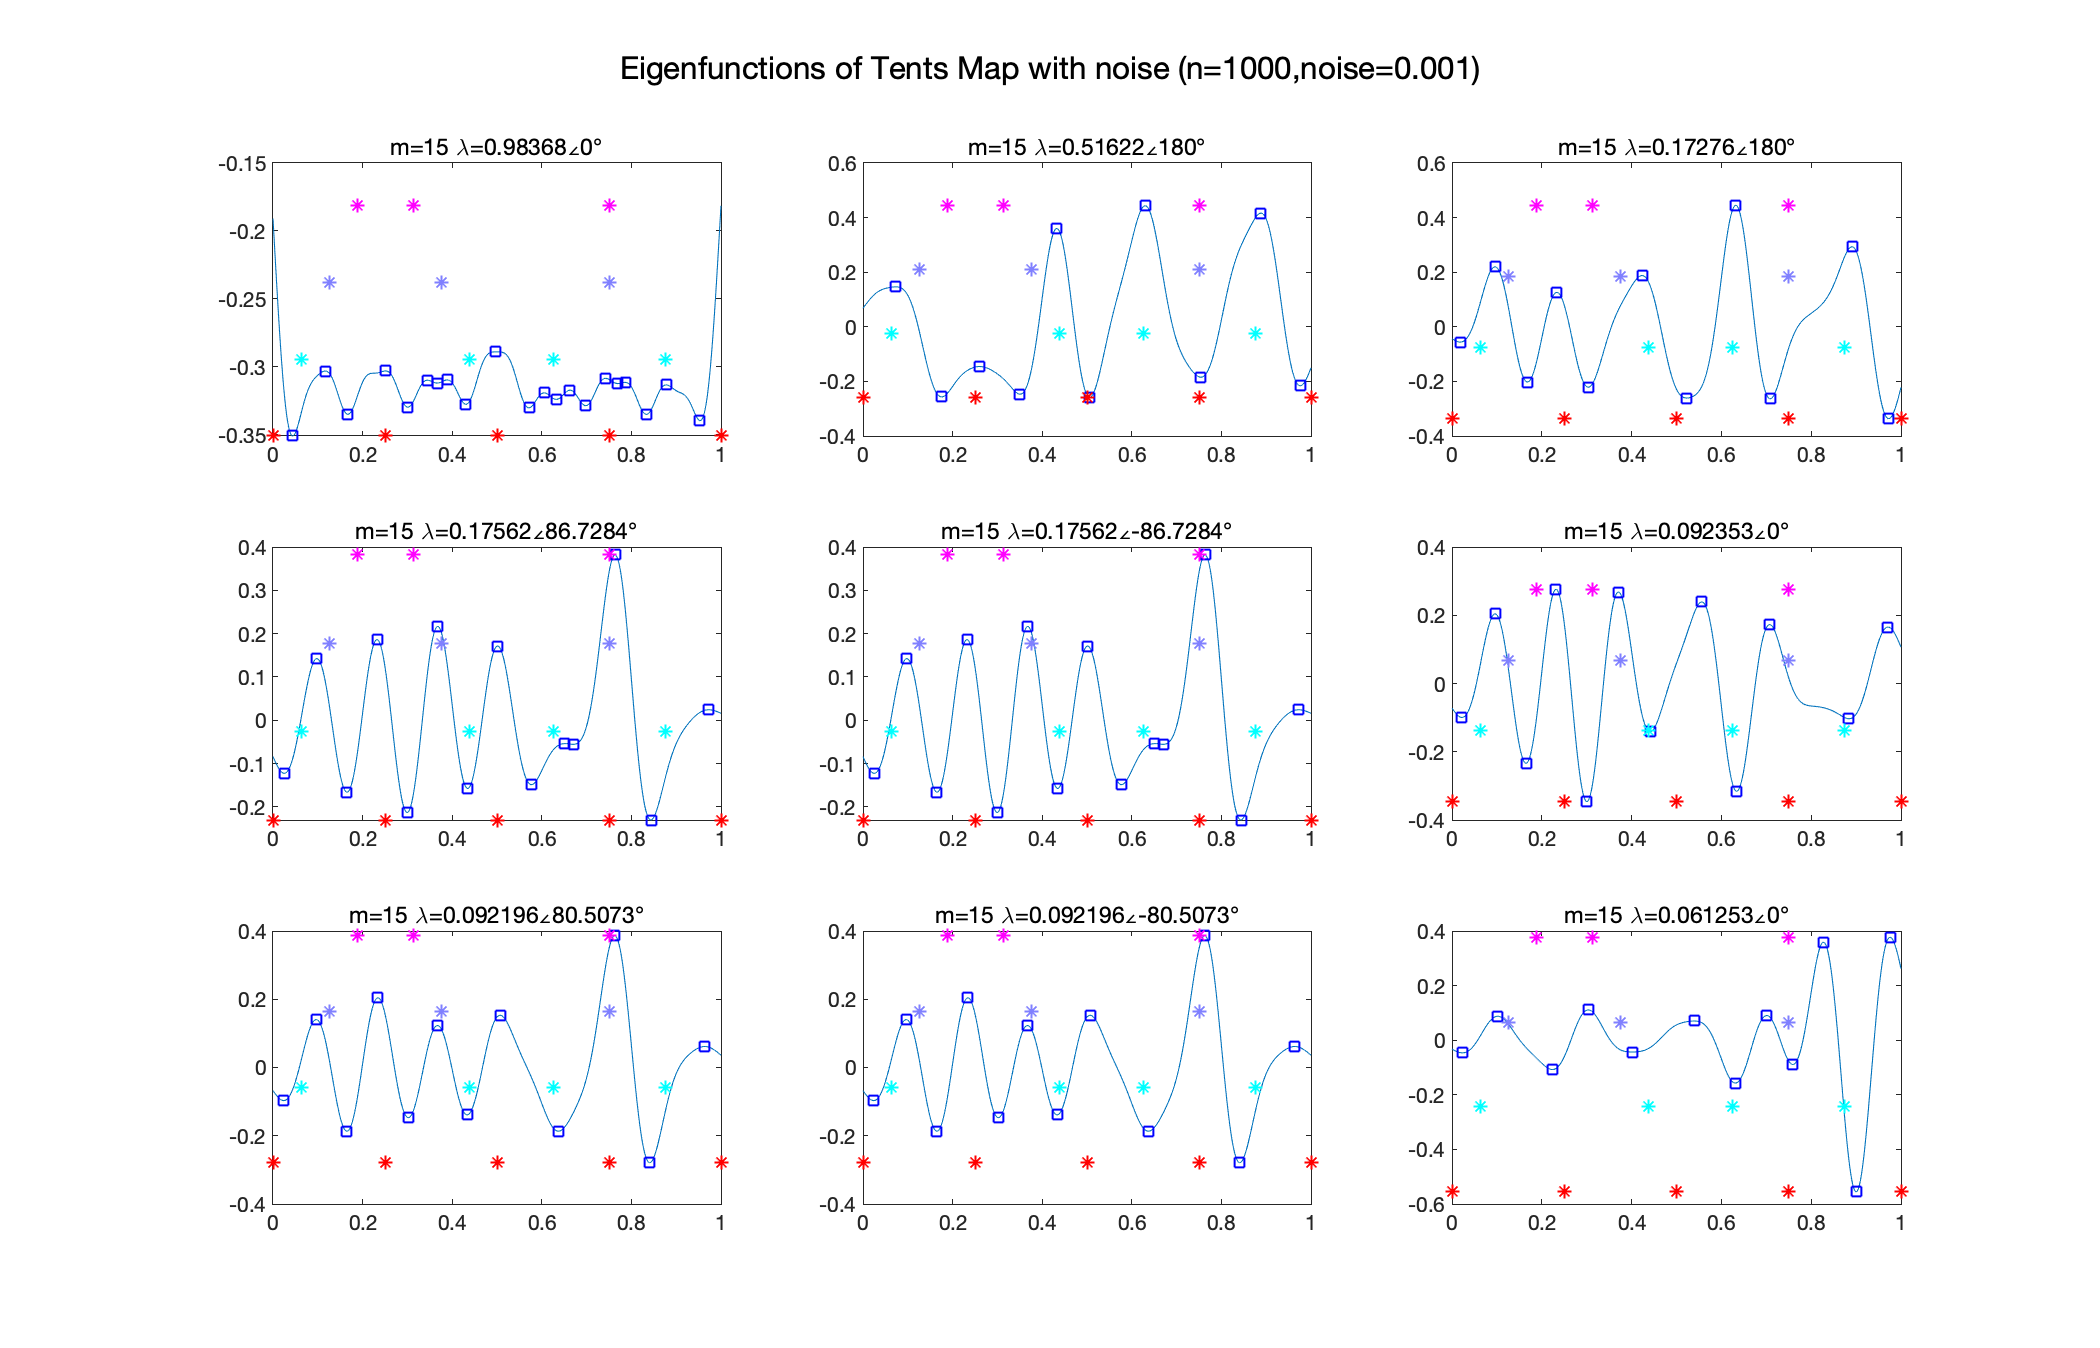 Eigenfunctions of Tents Map with noise (n=1000,noise=0.001)
m=15 λ=0.98368∠0°
-0.15
-0.2
-0.25
-0.3
-0.35
0 0.2 0.4 0.6 0.8 1
m=15 λ=0.51622∠180°
0.6
0.4
0.2
0
-0.2
-0.4
0 0.2 0.4 0.6 0.8 1
m=15 λ=0.17276∠180°
0.6
0.4
0.2
0
-0.2
-0.4
0 0.2 0.4 0.6 0.8 1
m=15 λ=0.17562∠86.7284°
0.4
0.3
0.2
0.1
0
-0.1
-0.2
0 0.2 0.4 0.6 0.8 1
m=15 λ=0.17562∠-86.7284°
0.4
0.3
0.2
0.1
0
-0.1
-0.2
0 0.2 0.4 0.6 0.8 1
m=15 λ=0.092353∠0°
0.4
0.2
0
-0.2
-0.4
0 0.2 0.4 0.6 0.8 1
m=15 λ=0.092196∠80.5073°
0.4
0.2
0
-0.2
-0.4
0 0.2 0.4 0.6 0.8 1
m=15 λ=0.092196∠-80.5073°
0.4
0.2
0
-0.2
-0.4
0 0.2 0.4 0.6 0.8 1
m=15 λ=0.061253∠0°
0.4
0.2
0
-0.2
-0.4
-0.6
0 0.2 0.4 0.6 0.8 1